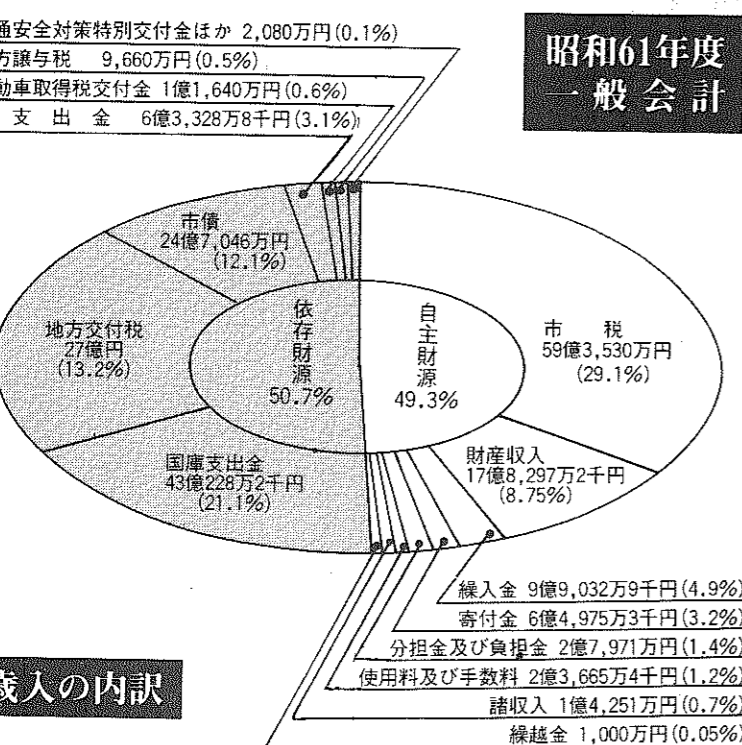 通安全対策特別交付金ほか 2,080万円(0.1%)
方譲与税 9,660万円(0.5%)
動車取得税交付金 1億1,640万円(0.6%)
支出金 6億3,328万8千円(3.1%)
昭和61年度
一般会計
市債
24億7,046万円
(12.1%)
地方交付税
27億円
(13.2%)
国庫支出金
43億228万2千円
(21.1%)
依存財源
50.7%
自主財源
49.3%
市税
59億3,530万円
(29.1%)
財産収入
17億8,297万2千円
(8.75%)
繰入金 9億9,032万9千円(4.9%)
寄付金 6億4,975万3千円(3.2%)
分担金及び負担金 2億7,971万円(1.4%)
使用料及び手数料 2億3,665万4千円(1.2%)
諸収入 1億4,251万円(0.7%)
繰越金 1,000万円(0.05%)
歳入の内訳